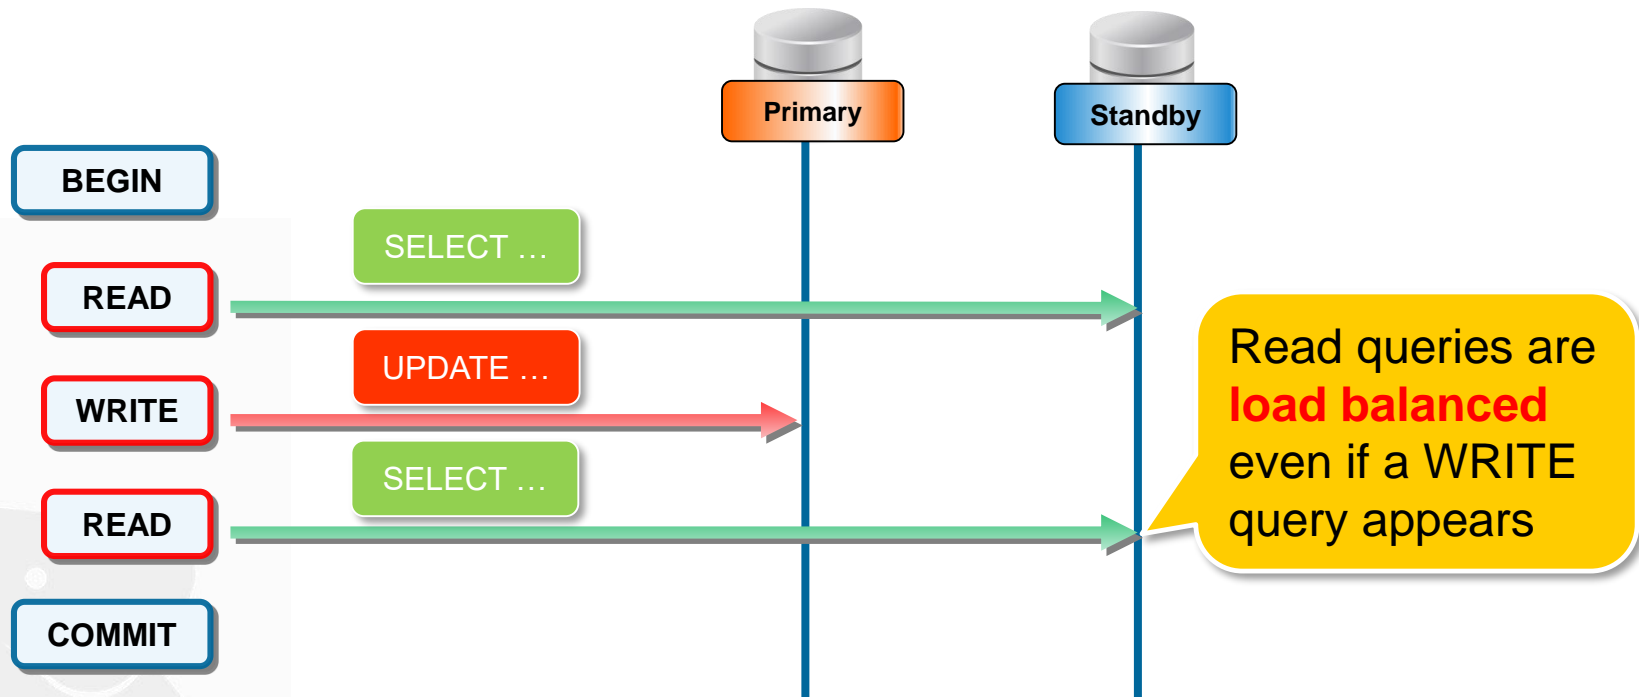 Primary
Standby
BEGIN
SELECT …
READ
UPDATE …
WRITE
SELECT …
READ
COMMIT
Read queries are
load balanced
even if a WRITE
query appears